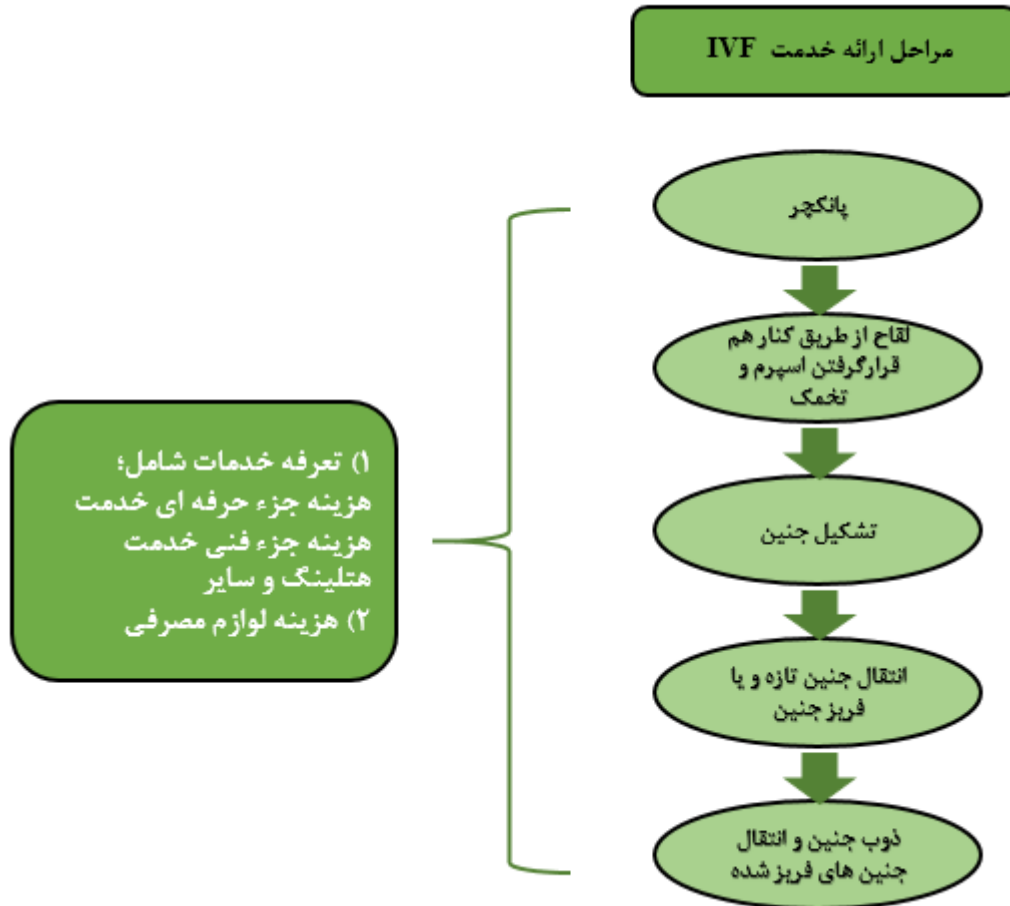 مراحل ارائه خدمت IVF
پانکچر
لقاح از طریق کنار هم
قرارگرفتن اسپرم و
تخمک
تشکیل جنین
انتقال جنین تازه و یا
فریز جنین
ذوب جنین و انتقال
جنین های فریز شده
۱) تعرفه خدمات شامل؛
هزینه جزء حرفه ای خدمت
هزینه جزء فنی خدمت
هتلینگ و سایر
۲) هزینه لوازم مصرفی